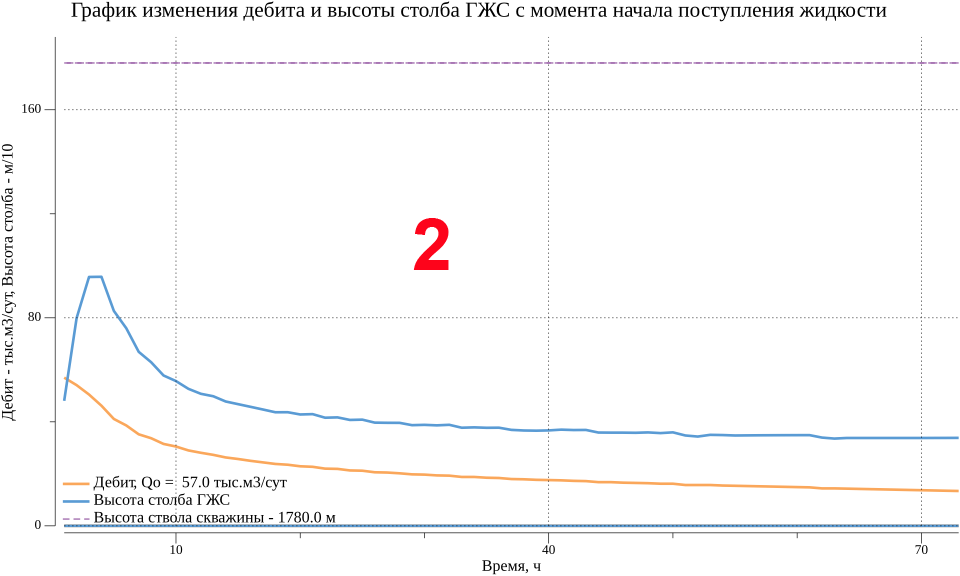 График изменения дебита и высоты столба ГЖС с момента начала поступления жидкости
Дебит - тыс.м3/сут, Высота столба - м/10
160
80
0
2
Дебит, Qo =  57.0 тыс.м3/сут
Высота столба ГЖС
Высота ствола скважины - 1780.0 м
10
40
70
Время, ч